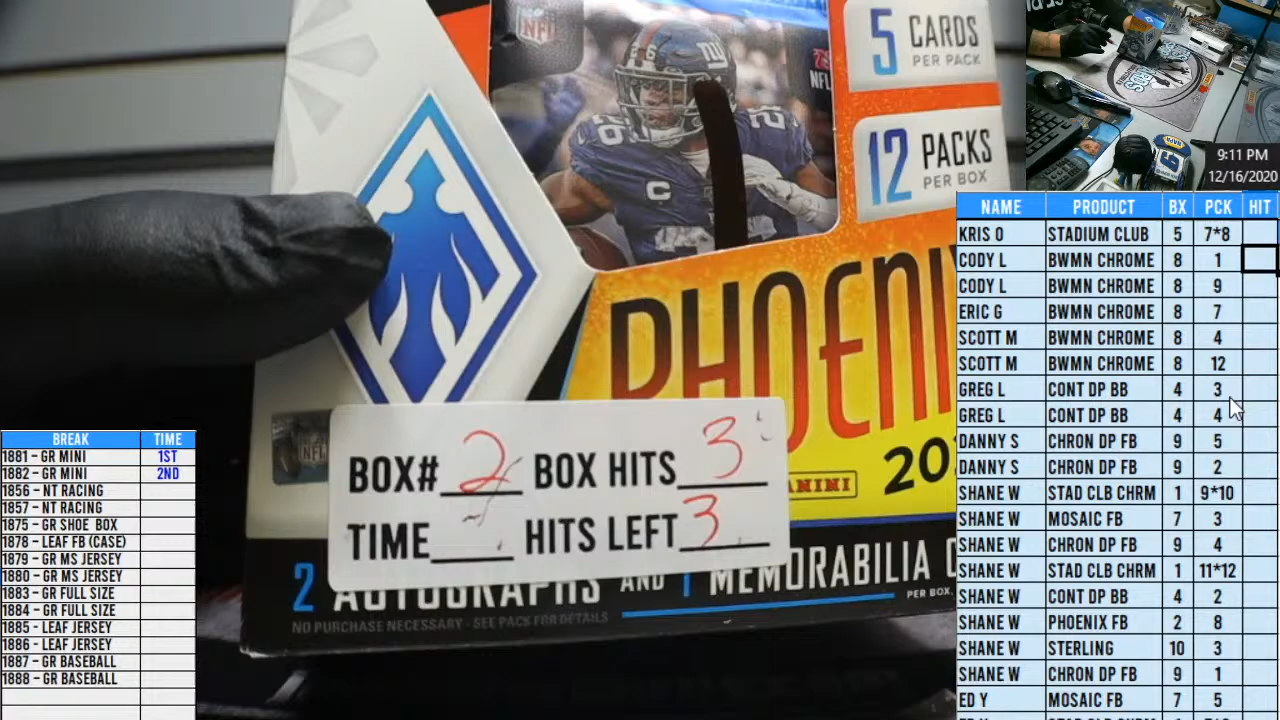 NFL
5 CARDS
PER PACK
12 PACKS
PER BOX
26
C
PHOENIX
PANINI
20
BOX# 2 BOX HITS 3
TIME HITS LEFT 3
2 AUTOGRAPHS AND 1 MEMORABILIA C
NO PURCHASE NECESSARY - SEE PACK FOR DETAILS
PER BOX,
9:11 PM
12/16/2020
NAME PRODUCT BX PCK HIT
KRIS O STADIUM CLUB 5 7*8
CODY L BWMN CHROME 8 1
CODY L BWMN CHROME 8 9
ERIC G BWMN CHROME 8 7
SCOTT M BWMN CHROME 8 4
SCOTT M BWMN CHROME 8 12
GREG L CONT DP BB 4 3
GREG L CONT DP BB 4 4
DANNY S CHRON DP FB 9 5
DANNY S CHRON DP FB 9 2
SHANE W STAD CLB CHRM 1 9*10
SHANE W MOSAIC FB 7 3
SHANE W CHRON DP FB 9 4
SHANE W STAD CLB CHRM 1 11*12
SHANE W CONT DP BB 4 2
SHANE W PHOENIX FB 2 8
SHANE W STERLING 10 3
SHANE W CHRON DP FB 9 1
ED Y MOSAIC FB 7 5
BREAK TIME
1881 - GR MINI 1ST
1882 - GR MINI 2ND
1856 - NT RACING
1857 - NT RACING
1875 - GR SHOE BOX
1878 - LEAF FB (CASE)
1879 - GR MS JERSEY
1880 - GR MS JERSEY
1883 - GR FULL SIZE
1884 - GR FULL SIZE
1885 - LEAF JERSEY
1886 - LEAF JERSEY
1887 - GR BASEBALL
1888 - GR BASEBALL